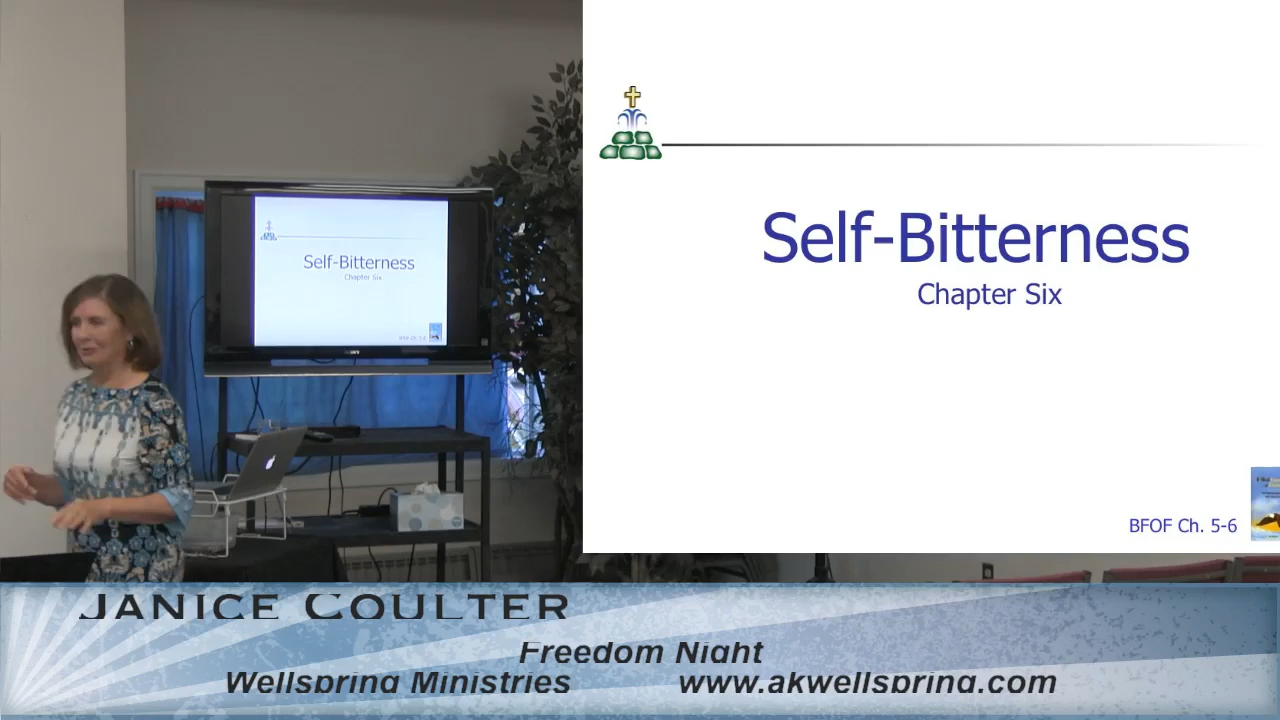 Self-Bitterness
Chapter Six
BFOF Ch. 5-6
Self-Bitterness
Chapter Six
JANICE COULTER
Freedom Night
Wellspring Ministries www.akwellspring.com